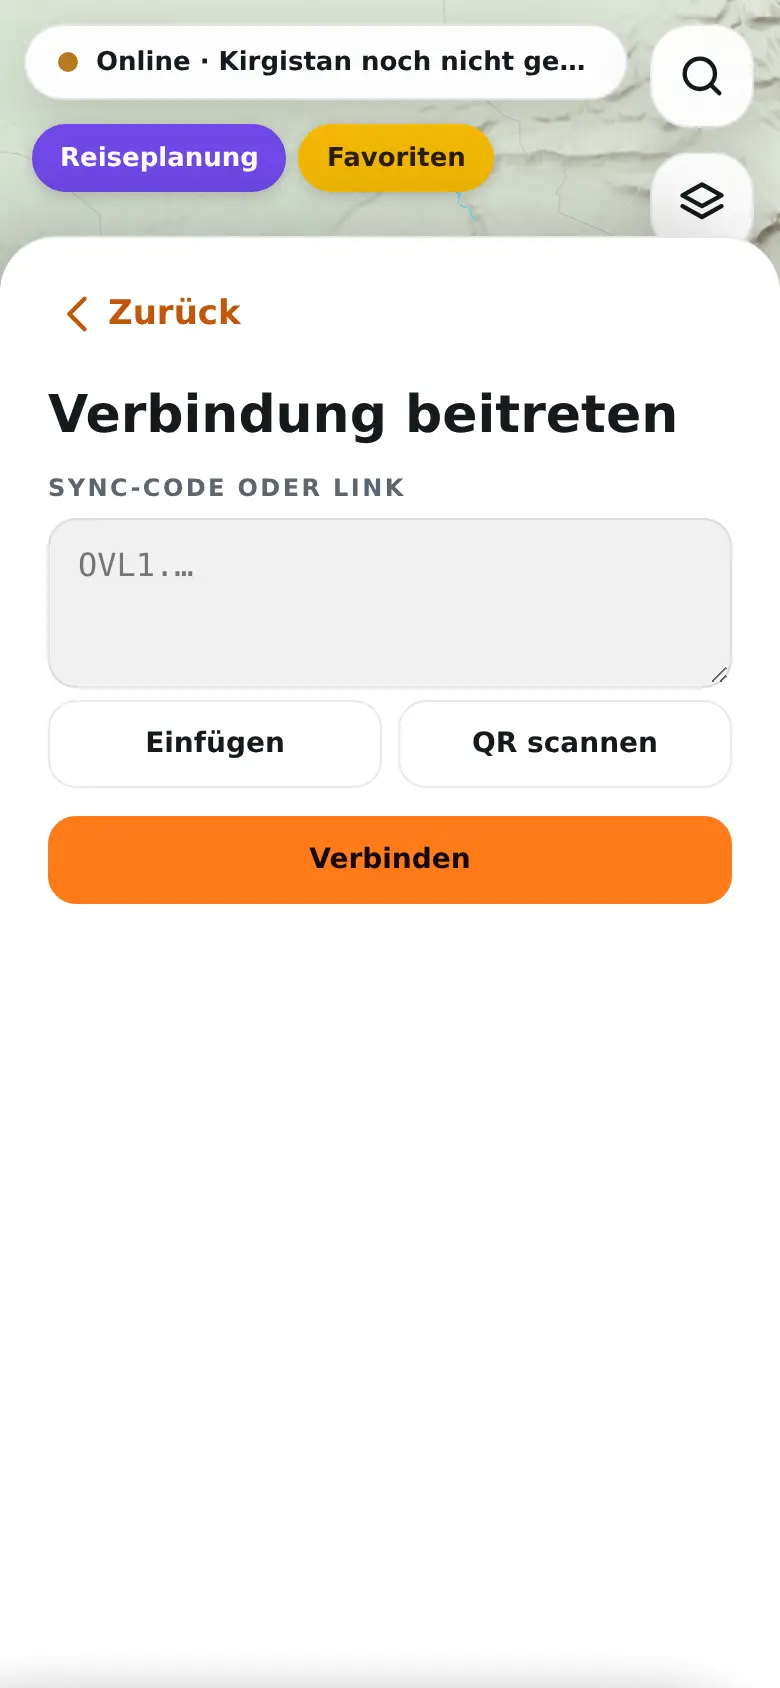 Online · Kirgistan noch nicht ge…
Reiseplanung
Favoriten
Zurück
Verbindung beitreten
SYNC-CODE ODER LINK
OVL1.…
Einfügen
QR scannen
Verbinden